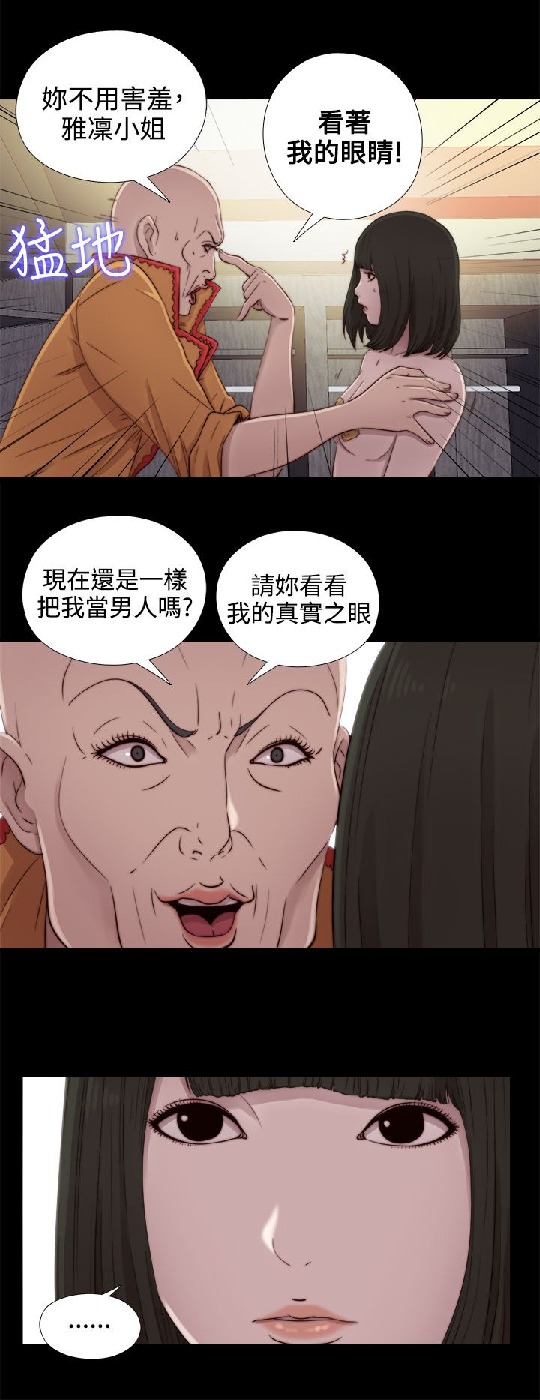 妳不用害羞，
雅凜小姐
看著
我的眼睛!
猛地
現在還是一樣
把我當男人嗎?
請妳看看
我的真實之眼
......